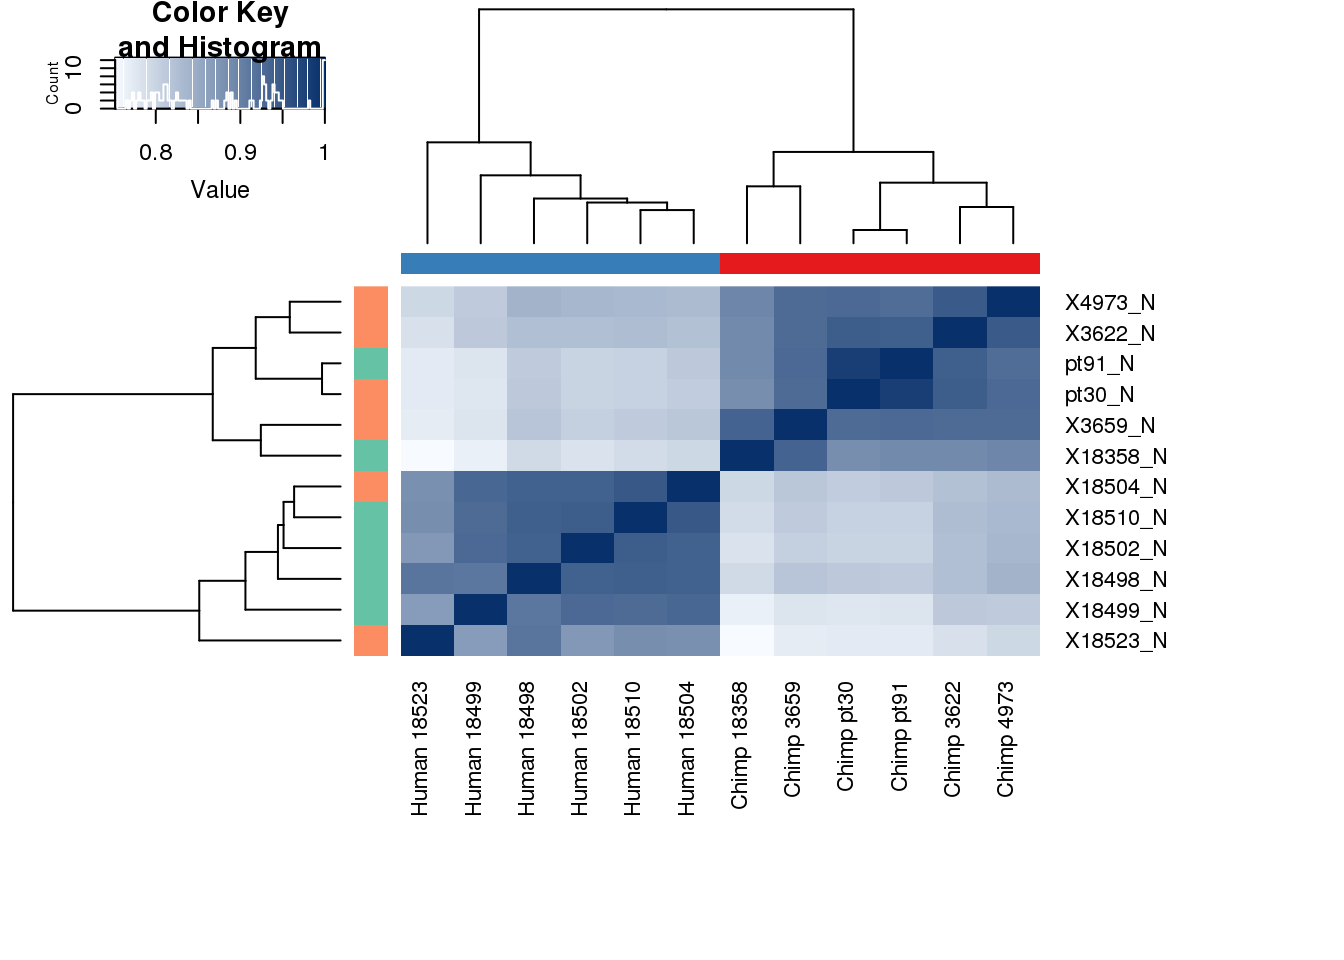 Color Key
and Histogram
Count
0 10
0.8 0.9 1
Value
X4973_N
X3622_N
pt91_N
pt30_N
X3659_N
X18358_N
X18504_N
X18510_N
X18502_N
X18498_N
X18499_N
X18523_N
Human 18523
Human 18499
Human 18498
Human 18502
Human 18510
Human 18504
Chimp 18358
Chimp 3659
Chimp pt30
Chimp pt91
Chimp 3622
Chimp 4973